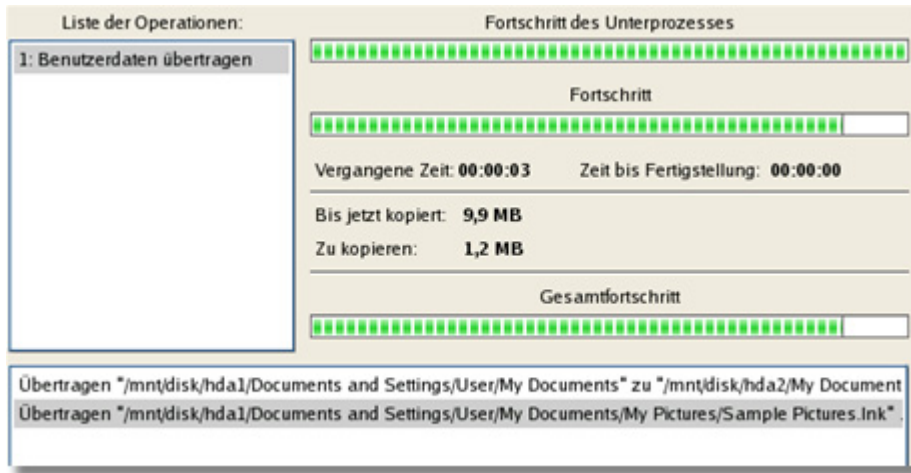 Liste der Operationen:
1: Benutzerdaten übertragen
Fortschritt des Unterprozesses
Fortschritt
Vergangene Zeit: 00:00:03 Zeit bis Fertigstellung: 00:00:00
Bis jetzt kopiert: 9,9 MB
Zu kopieren: 1,2 MB
Gesamtfortschritt
Übertragen "/mnt/disk/hda1/Documents and Settings/User/My Documents" zu "/mnt/disk/hda2/My Document
Übertragen "/mnt/disk/hda1/Documents and Settings/User/My Documents/My Pictures/Sample Pictures.lnk" .